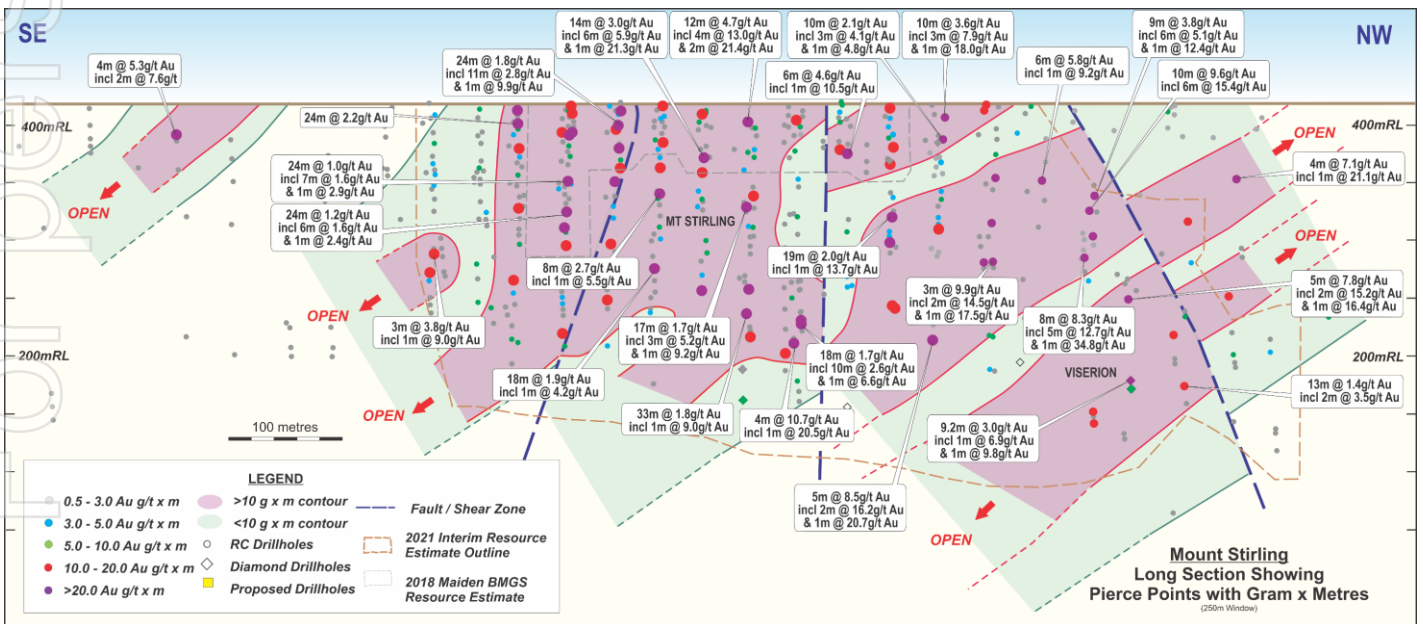 SE
NW
14m @ 3.0g/t Au
incl 6m @ 5.9g/t Au
& 1m @ 21.3g/t Au
12m @ 4.7g/t Au
incl 4m @ 13.0g/t Au
& 2m @ 21.4g/t Au
10m @ 2.1g/t Au
incl 3m @ 4.1g/t Au
& 1m @ 4.8g/t Au
10m @ 3.6g/t Au
incl 3m @ 7.9g/t Au
& 1m @ 18.0g/t Au
9m @ 3.8g/t Au
incl 6m @ 5.1g/t Au
& 1m @ 12.4g/t Au
4m @ 5.3g/t Au
incl 2m @ 7.6g/t
24m @ 1.8g/t Au
incl 11m @ 2.8g/t Au
& 1m @ 9.9g/t Au
6m @ 4.6g/t Au
incl 1m @ 10.5g/t Au
6m @ 5.8g/t Au
incl 1m @ 9.2g/t Au
10m @ 9.6g/t Au
incl 6m @ 15.4g/t Au
24m @ 2.2g/t Au
400mRL
400mRL
OPEN
24m @ 1.0g/t Au
incl 7m @ 1.6g/t Au
& 1m @ 2.9g/t Au
4m @ 7.1g/t Au
incl 1m @ 21.1g/t Au
OPEN
24m @ 1.2g/t Au
incl 6m @ 1.6g/t Au
& 1m @ 2.4g/t Au
MT STIRLING
OPEN
8m @ 2.7g/t Au
incl 1m @ 5.5g/t Au
19m @ 2.0g/t Au
incl 1m @ 13.7g/t Au
3m @ 9.9g/t Au
incl 2m @ 14.5g/t Au
& 1m @ 17.5g/t Au
5m @ 7.8g/t Au
incl 2m @ 15.2g/t Au
& 1m @ 16.4g/t Au
OPEN
3m @ 3.8g/t Au
incl 1m @ 9.0g/t Au
17m @ 1.7g/t Au
incl 3m @ 5.2g/t Au
& 1m @ 9.2g/t Au
8m @ 8.3g/t Au
incl 5m @ 12.7g/t Au
& 1m @ 34.8g/t Au
200mRL
200mRL
18m @ 1.7g/t Au
incl 10m @ 2.6g/t Au
& 1m @ 6.6g/t Au
VISERION
18m @ 1.9g/t Au
incl 1m @ 4.2g/t Au
13m @ 1.4g/t Au
incl 2m @ 3.5g/t Au
OPEN
33m @ 1.8g/t Au
incl 1m @ 9.0g/t Au
4m @ 10.7g/t Au
incl 1m @ 20.5g/t Au
9.2m @ 3.0g/t Au
incl 1m @ 6.9g/t Au
& 1m @ 9.8g/t Au
100 metres
5m @ 8.5g/t Au
incl 2m @ 16.2g/t Au
& 1m @ 20.7g/t Au
OPEN
LEGEND
0.5 - 3.0 Au g/t x m
3.0 - 5.0 Au g/t x m
5.0 - 10.0 Au g/t x m
10.0 - 20.0 Au g/t x m
>20.0 Au g/t x m
>10 g x m contour
<10 g x m contour
RC Drillholes
Diamond Drillholes
Proposed Drillholes
Fault / Shear Zone
2021 Interim Resource
Estimate Outline
2018 Maiden BMGS
Resource Estimate
Mount Stirling
Long Section Showing
Pierce Points with Gram x Metres
(250m Window)